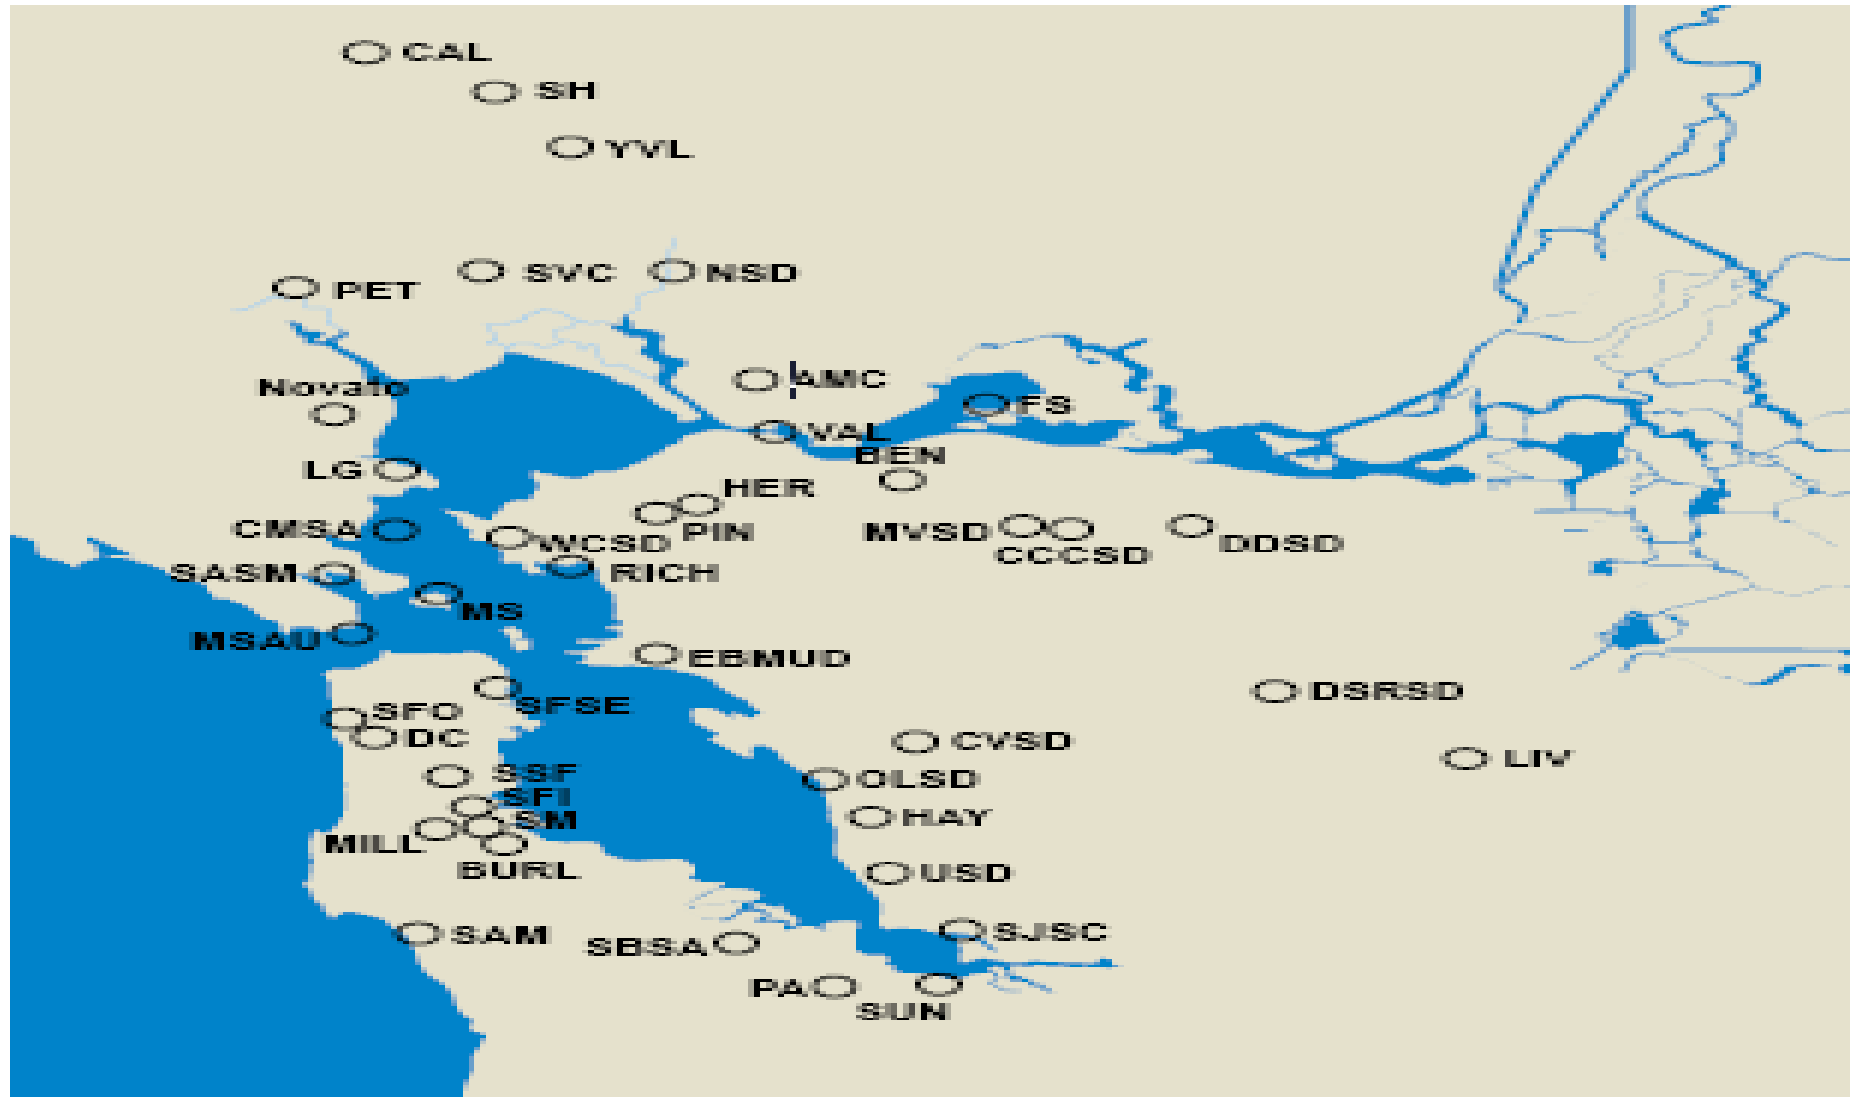 CAL
SH
YVL
SVC
NSD
PET
Novato
AMC
FS
VAL
BEN
LG
HER
PIN
CMSA
WCSD
MVSD
CCCSD
DDSD
SASM
RICH
MS
MSAU
EBMUD
SFSE
DSRSD
SFO
DC
CVSD
LIV
SSF
OLSD
SFI
SM
HAY
MILL
BURL
USD
SAM
SBSA
SJSC
PA
SUN